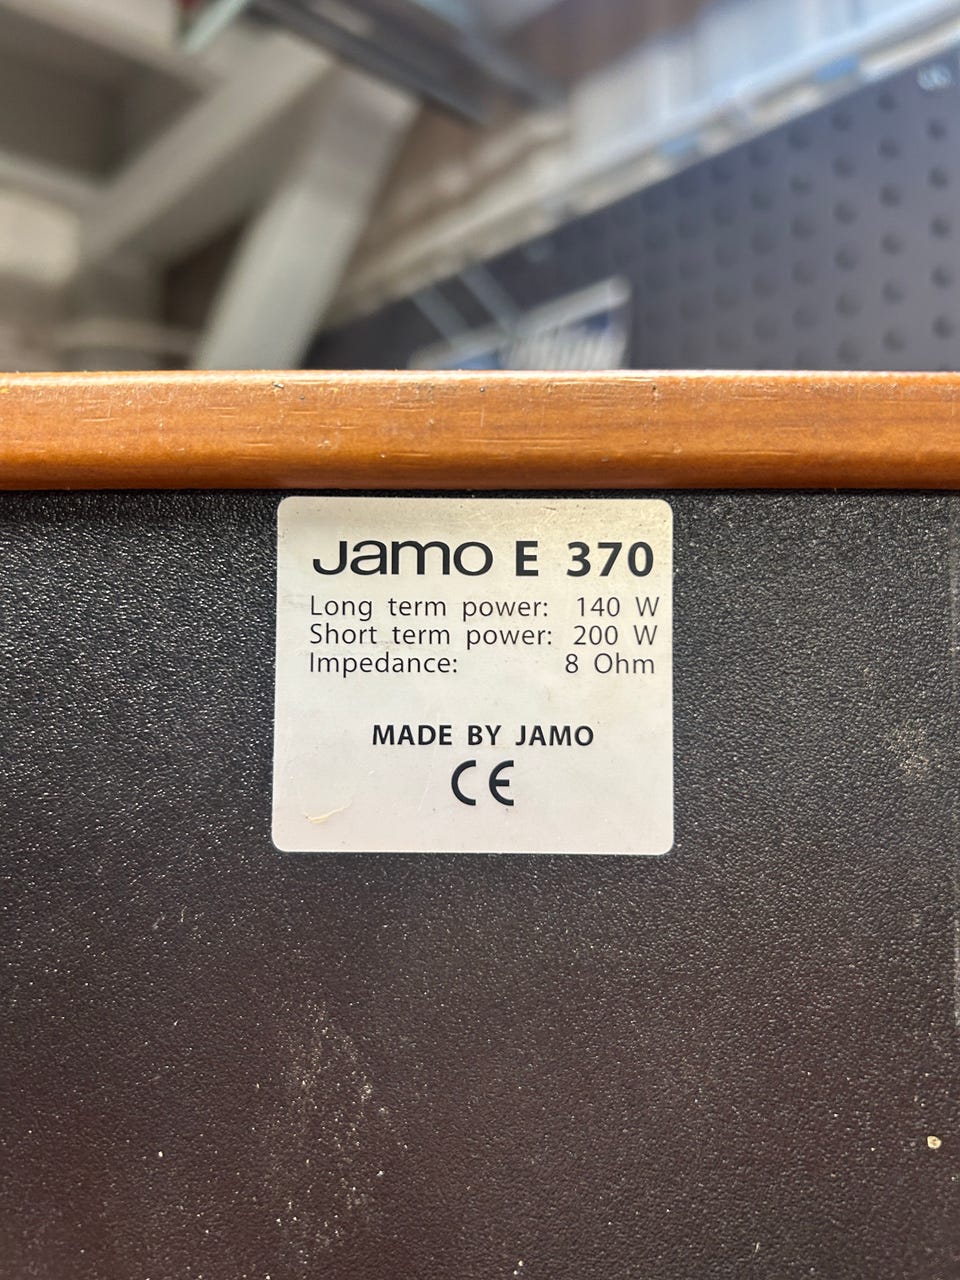 Jamo E 370
Long term power: 140 W
Short term power: 200 W
Impedance: 8 Ohm
MADE BY JAMO
CE